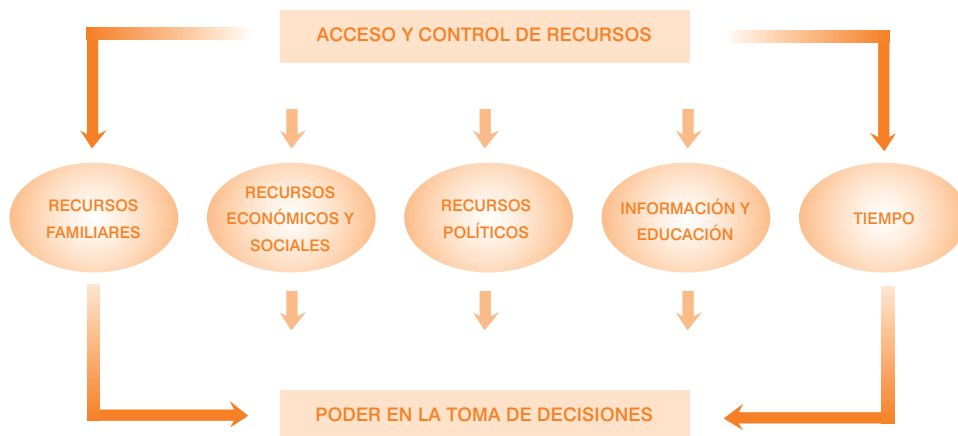 ACCESO Y CONTROL DE RECURSOS
RECURSOS
FAMILIARES
RECURSOS
ECONÓMICOS Y
SOCIALES
RECURSOS
POLÍTICOS
INFORMACIÓN Y
EDUCACIÓN
TIEMPO
PODER EN LA TOMA DE DECISIONES